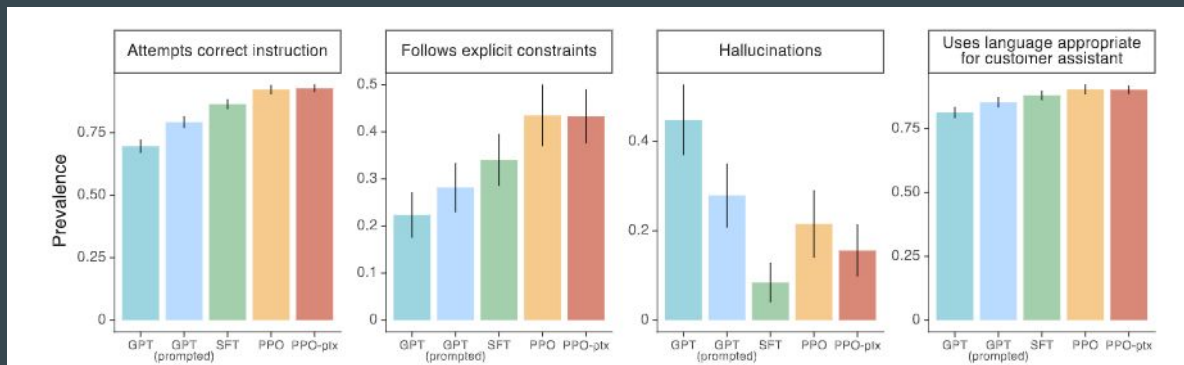 Attempts correct instruction
Follows explicit constraints
Hallucinations
Uses language appropriate
for customer assistant
Prevalence
0.75
0.50
0.25
0
GPT
GPT
(prompted)
SFT
PPO
PPO-ptx
0.5
0.4
0.3
0.2
0.1
0
GPT
GPT
(prompted)
SFT
PPO
PPO-ptx
0.4
0.2
0
GPT
GPT
(prompted)
SFT
PPO
PPO-ptx
0.75
0.50
0.25
0
GPT
GPT
(prompted)
SFT
PPO
PPO-ptx